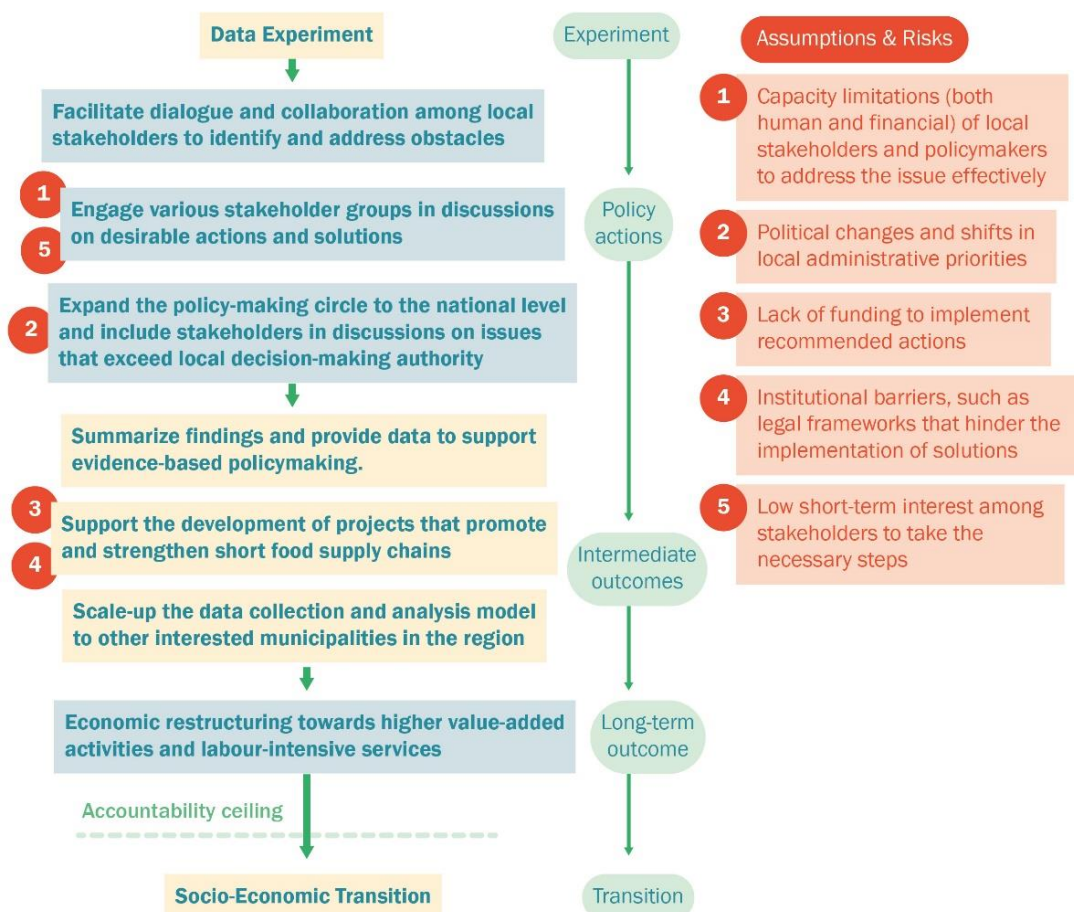 Data Experiment
Facilitate dialogue and collaboration among local
stakeholders to identify and address obstacles
1
5
Engage various stakeholder groups in discussions
on desirable actions and solutions
2
Expand the policy-making circle to the national level
and include stakeholders in discussions on issues
that exceed local decision-making authority
Summarize findings and provide data to support
evidence-based policymaking.
3
4
Support the development of projects that promote
and strengthen short food supply chains
Scale-up the data collection and analysis model
to other interested municipalities in the region
Economic restructuring towards higher value-added
activities and labour-intensive services
Accountability ceiling
Socio-Economic Transition
Experiment
Policy
actions
Intermediate
outcomes
Long-term
outcome
Transition
Assumptions & Risks
1
Capacity limitations (both
human and financial) of local
stakeholders and policymakers
to address the issue effectively
2
Political changes and shifts in
local administrative priorities
3
Lack of funding to implement
recommended actions
4
Institutional barriers, such as
legal frameworks that hinder the
implementation of solutions
5
Low short-term interest among
stakeholders to take the
necessary steps